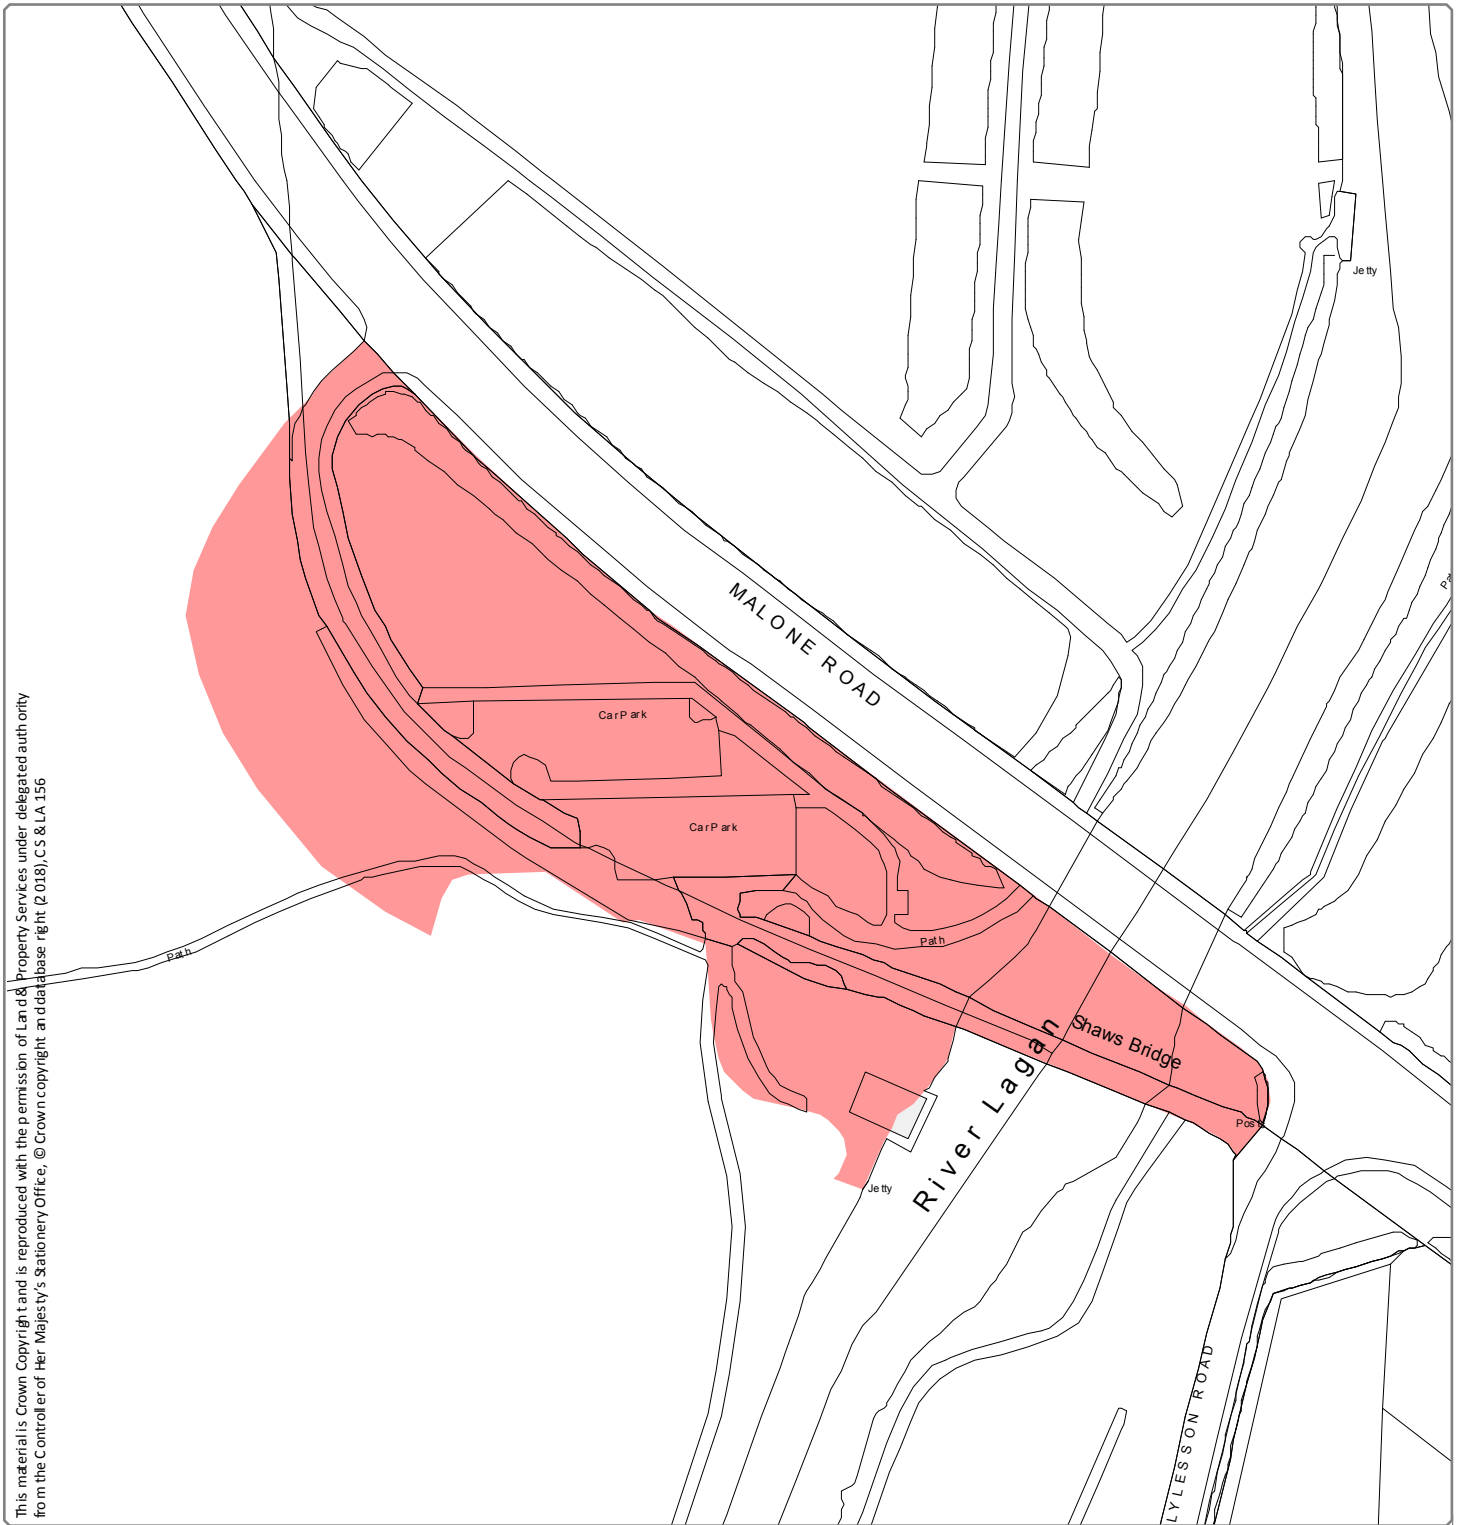 Jetty
MALONE ROAD
Car Park
Car Park
Path
Path
Shaws Bridge
River Lagan
Post
Jetty
LYLESSON ROAD
This material is Crown Copyright and is reproduced with the permission of Land & Property Services under delegated authority
from the Controller of Her Majesty's Stationery Office, © Crown copyright and database right (2018), CS & LA 156